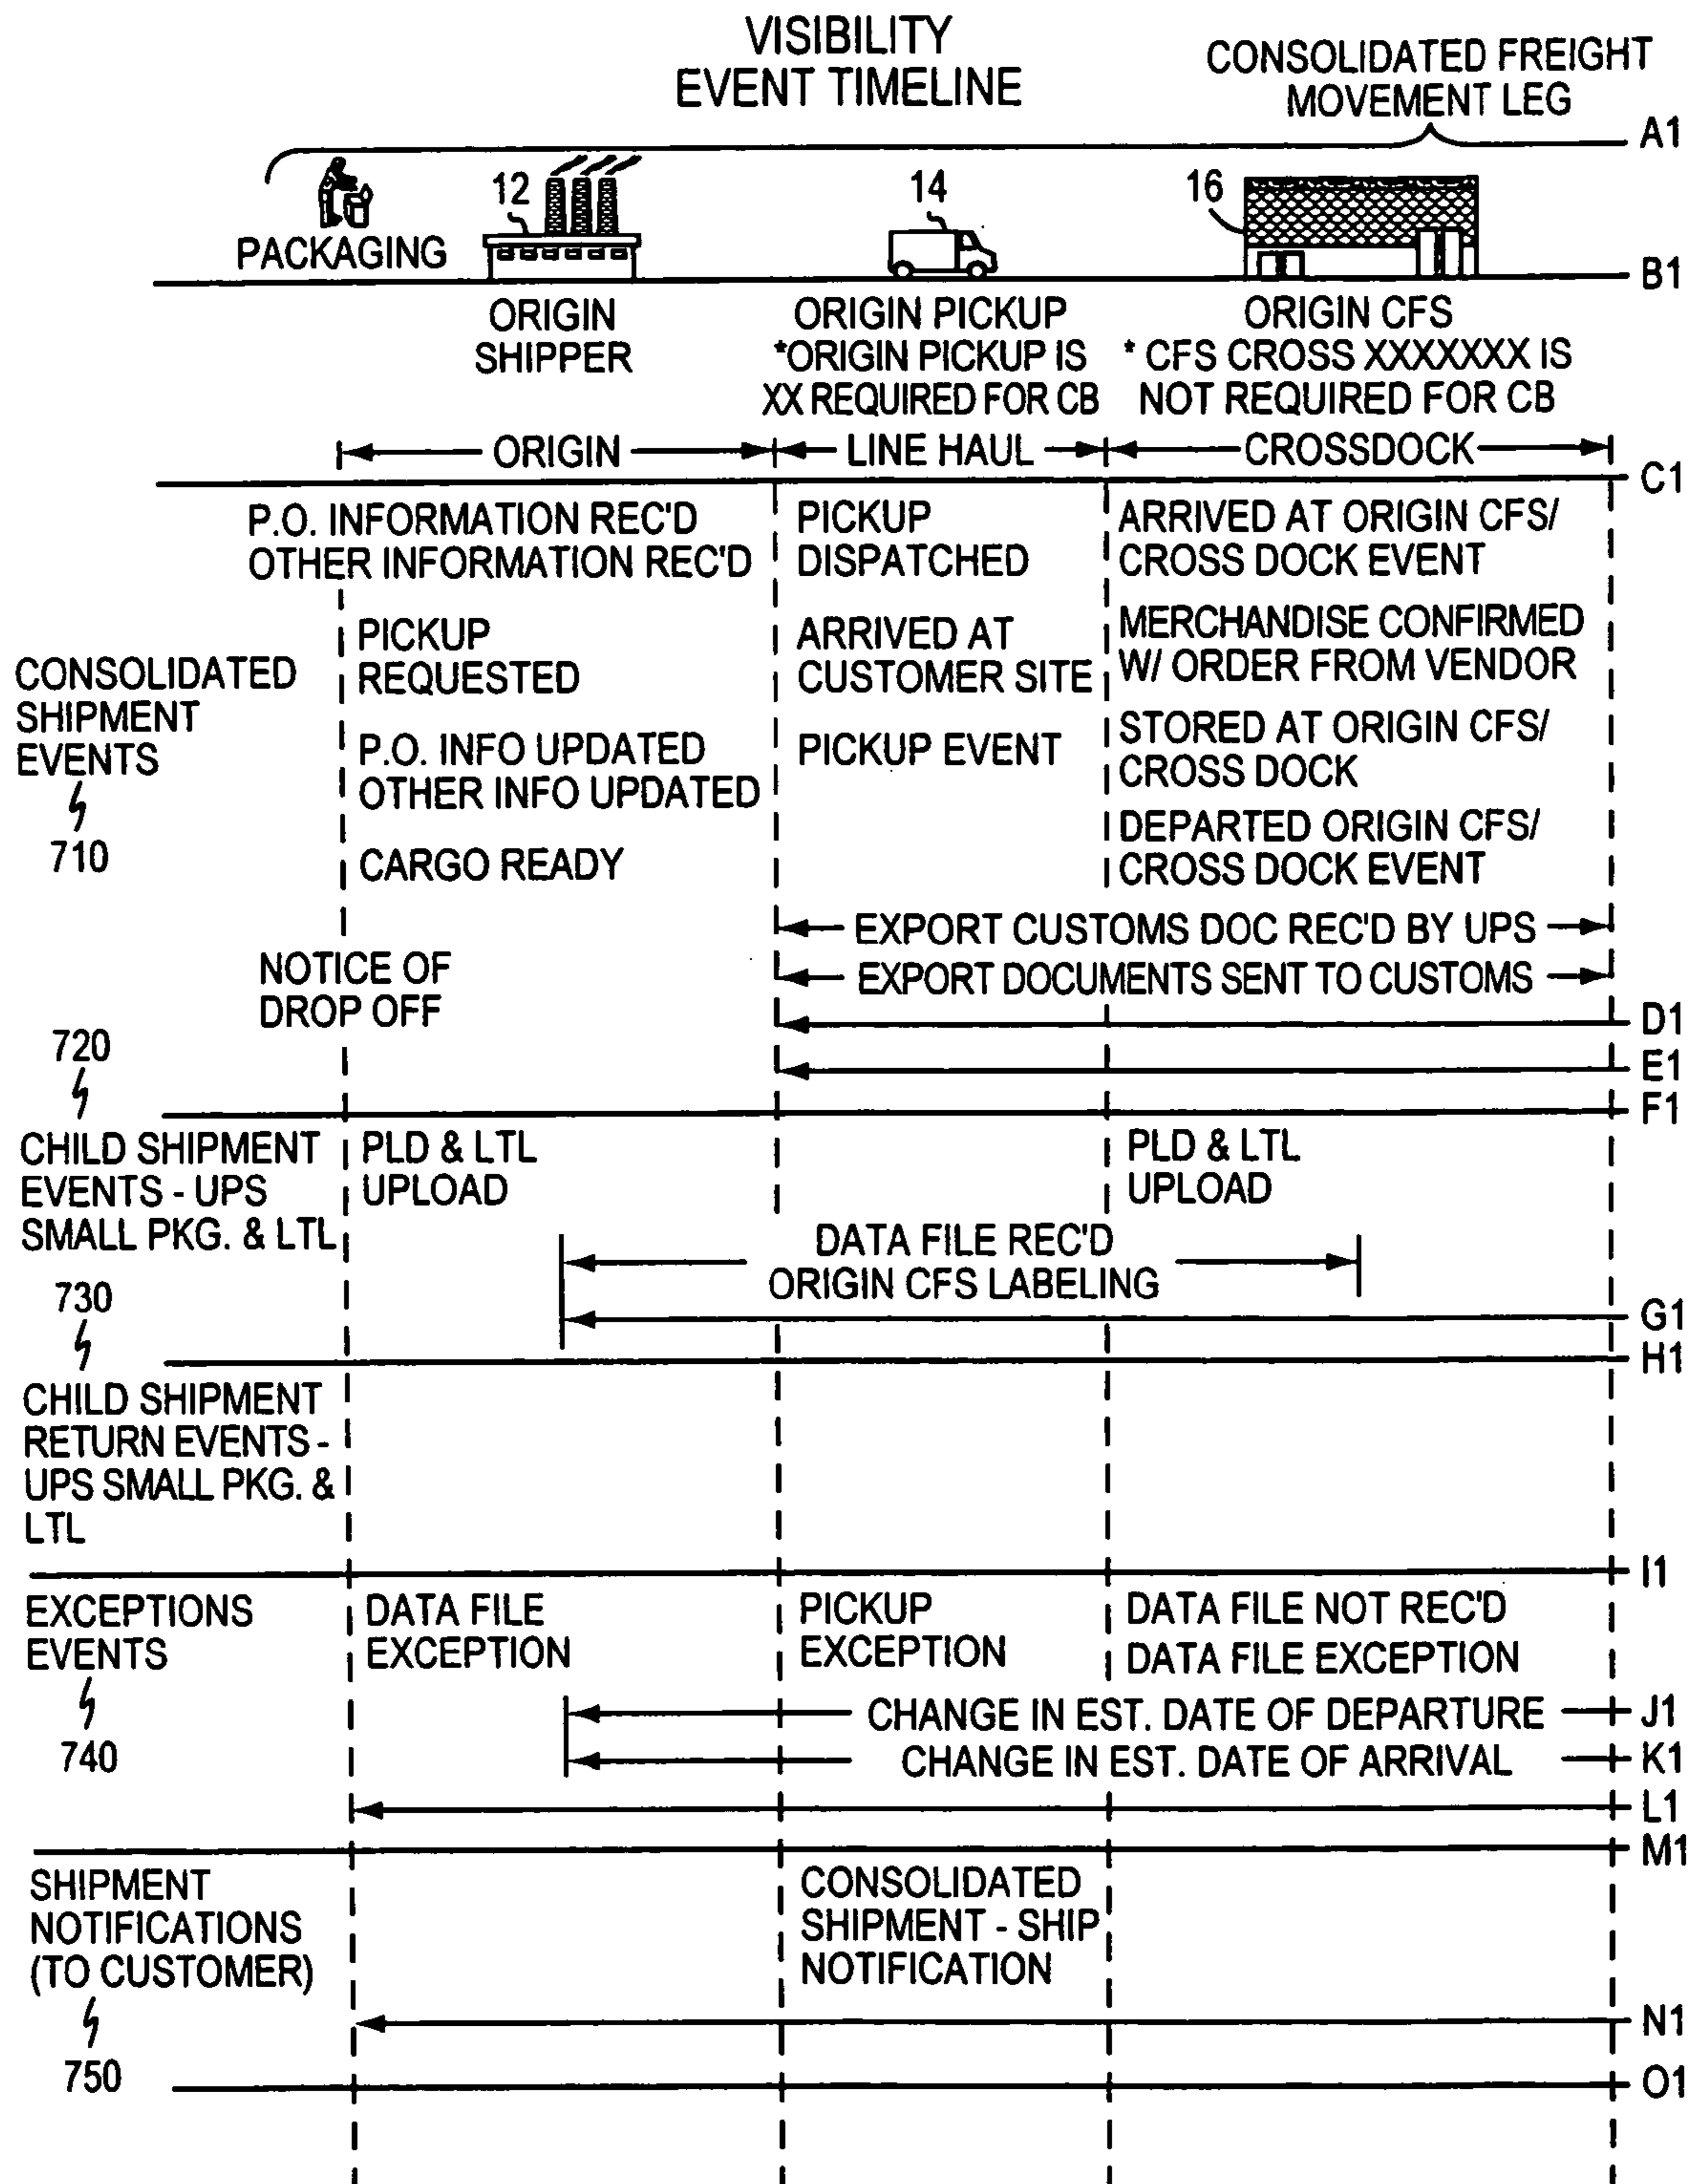 VISIBILITY
EVENT TIMELINE
CONSOLIDATED FREIGHT
MOVEMENT LEG
A1
12
14
16
PACKAGING
B1
ORIGIN
SHIPPER
ORIGIN PICKUP
*ORIGIN PICKUP IS
XX REQUIRED FOR CB
ORIGIN CFS
* CFS CROSS XXXXXXX IS
NOT REQUIRED FOR CB
ORIGIN
LINE HAUL
CROSSDOCK
C1
CONSOLIDATED
SHIPMENT
EVENTS
710
P.O. INFORMATION REC'D
OTHER INFORMATION REC'D
PICKUP
REQUESTED
P.O. INFO UPDATED
OTHER INFO UPDATED
CARGO READY
NOTICE OF
DROP OFF
PICKUP
DISPATCHED
ARRIVED AT
CUSTOMER SITE
PICKUP EVENT
ARRIVED AT ORIGIN CFS/
CROSS DOCK EVENT
MERCHANDISE CONFIRMED
W/ ORDER FROM VENDOR
STORED AT ORIGIN CFS/
CROSS DOCK
DEPARTED ORIGIN CFS/
CROSS DOCK EVENT
EXPORT CUSTOMS DOC REC'D BY UPS
EXPORT DOCUMENTS SENT TO CUSTOMS
D1
E1
F1
720
CHILD SHIPMENT
EVENTS - UPS
SMALL PKG. & LTL
PLD & LTL
UPLOAD
PLD & LTL
UPLOAD
DATA FILE REC'D
ORIGIN CFS LABELING
G1
H1
730
CHILD SHIPMENT
RETURN EVENTS -
UPS SMALL PKG. &
LTL
I1
EXCEPTIONS
EVENTS
740
DATA FILE
EXCEPTION
PICKUP
EXCEPTION
DATA FILE NOT REC'D
DATA FILE EXCEPTION
CHANGE IN EST. DATE OF DEPARTURE
J1
CHANGE IN EST. DATE OF ARRIVAL
K1
L1
M1
SHIPMENT
NOTIFICATIONS
(TO CUSTOMER)
750
CONSOLIDATED
SHIPMENT - SHIP
NOTIFICATION
N1
O1